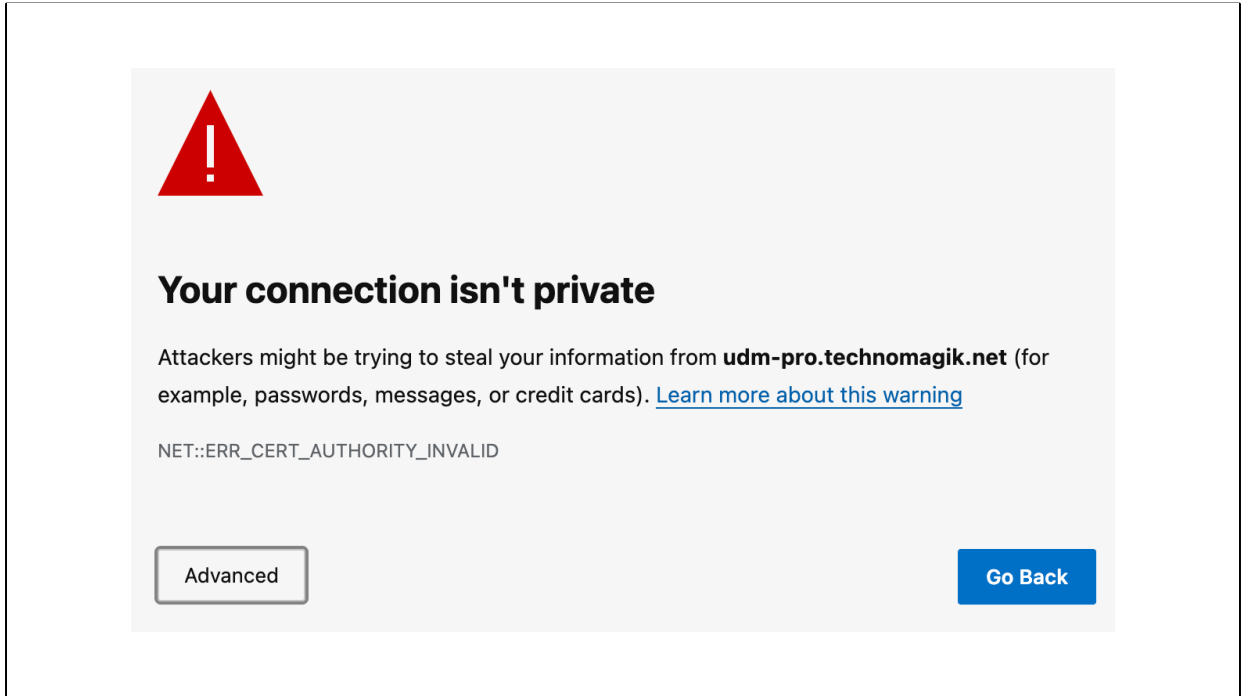 Your connection isn't private
Attackers might be trying to steal your information from udm-pro.technomagik.net (for
example, passwords, messages, or credit cards). Learn more about this warning
NET::ERR_CERT_AUTHORITY_INVALID
Advanced
Go Back